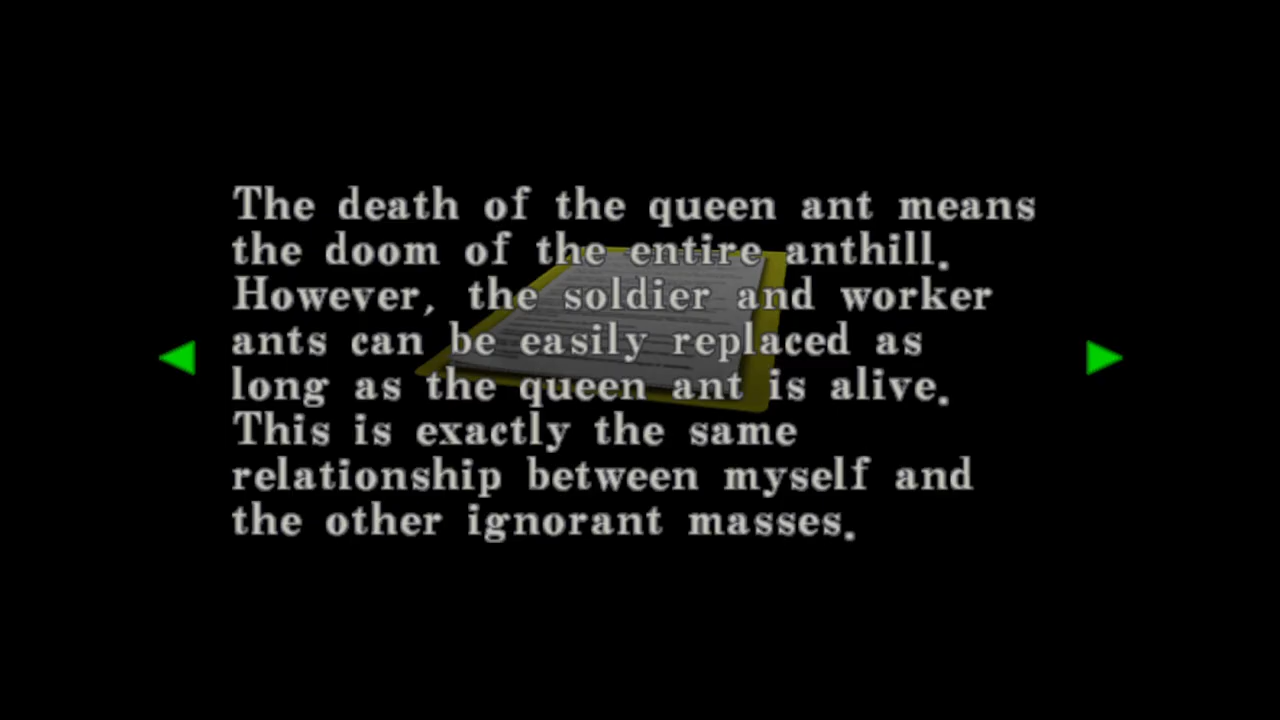 The death of the queen ant means
the doom of the entire anthill.
However, the soldier and worker
ants can be easily replaced as
long as the queen ant is alive.
This is exactly the same
relationship between myself and
the other ignorant masses.